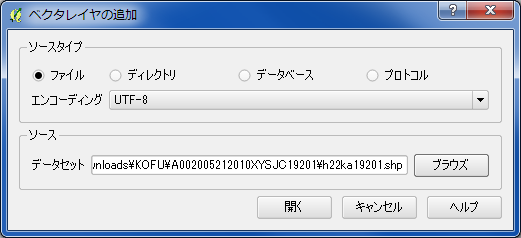 ベクタレイヤの追加
ソースタイプ
ファイル ディレクトリ データベース プロトコル
エンコーディング UTF-8
ソース
データセット vnloads¥KOFU¥A002005212010XYSJC19201¥h22ka19201.shp ブラウズ
開く キャンセル ヘルプ